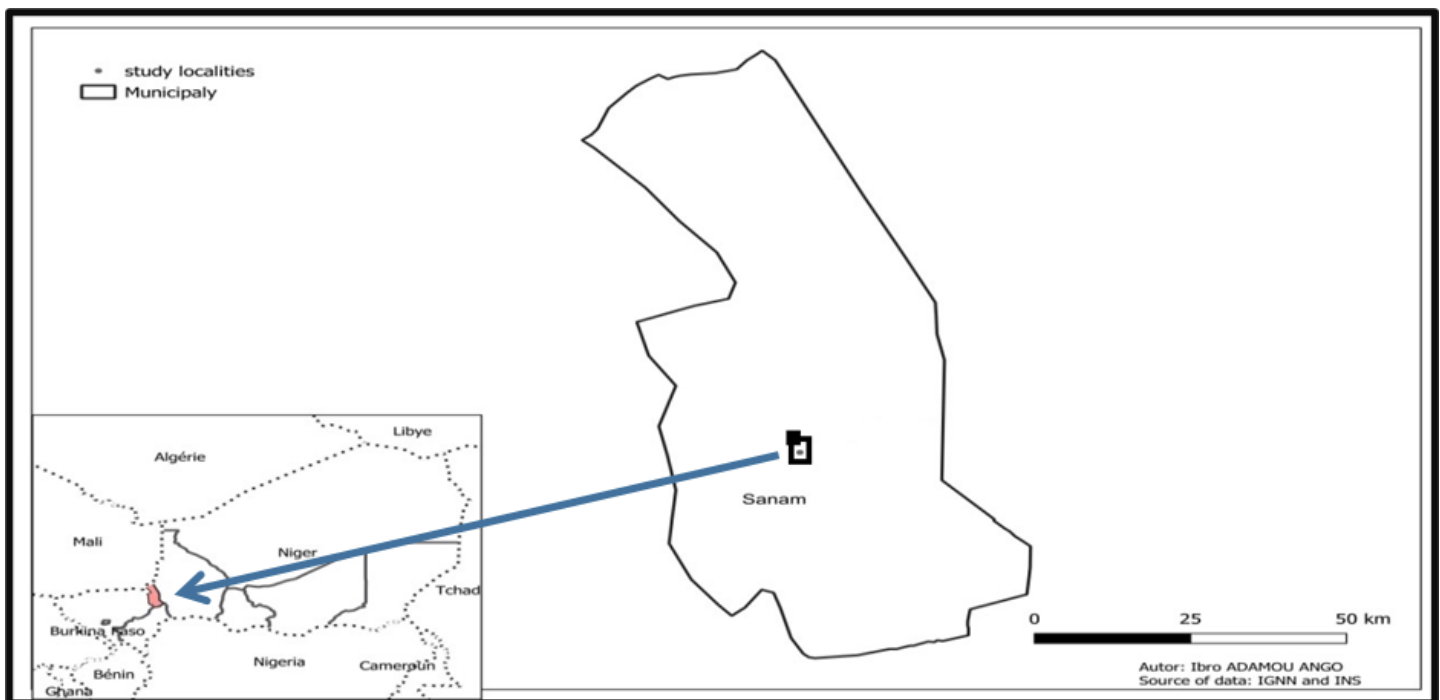 study localities
Municipaly
Sanam
Libye
Algérie
Mali
Niger
Tchad
Burkina Faso
Nigeria
Cameroun
Bénin
Ghana
0 25 50 km
Autor: Ibro ADAMOU ANGO
Source of data: IGNN and INS